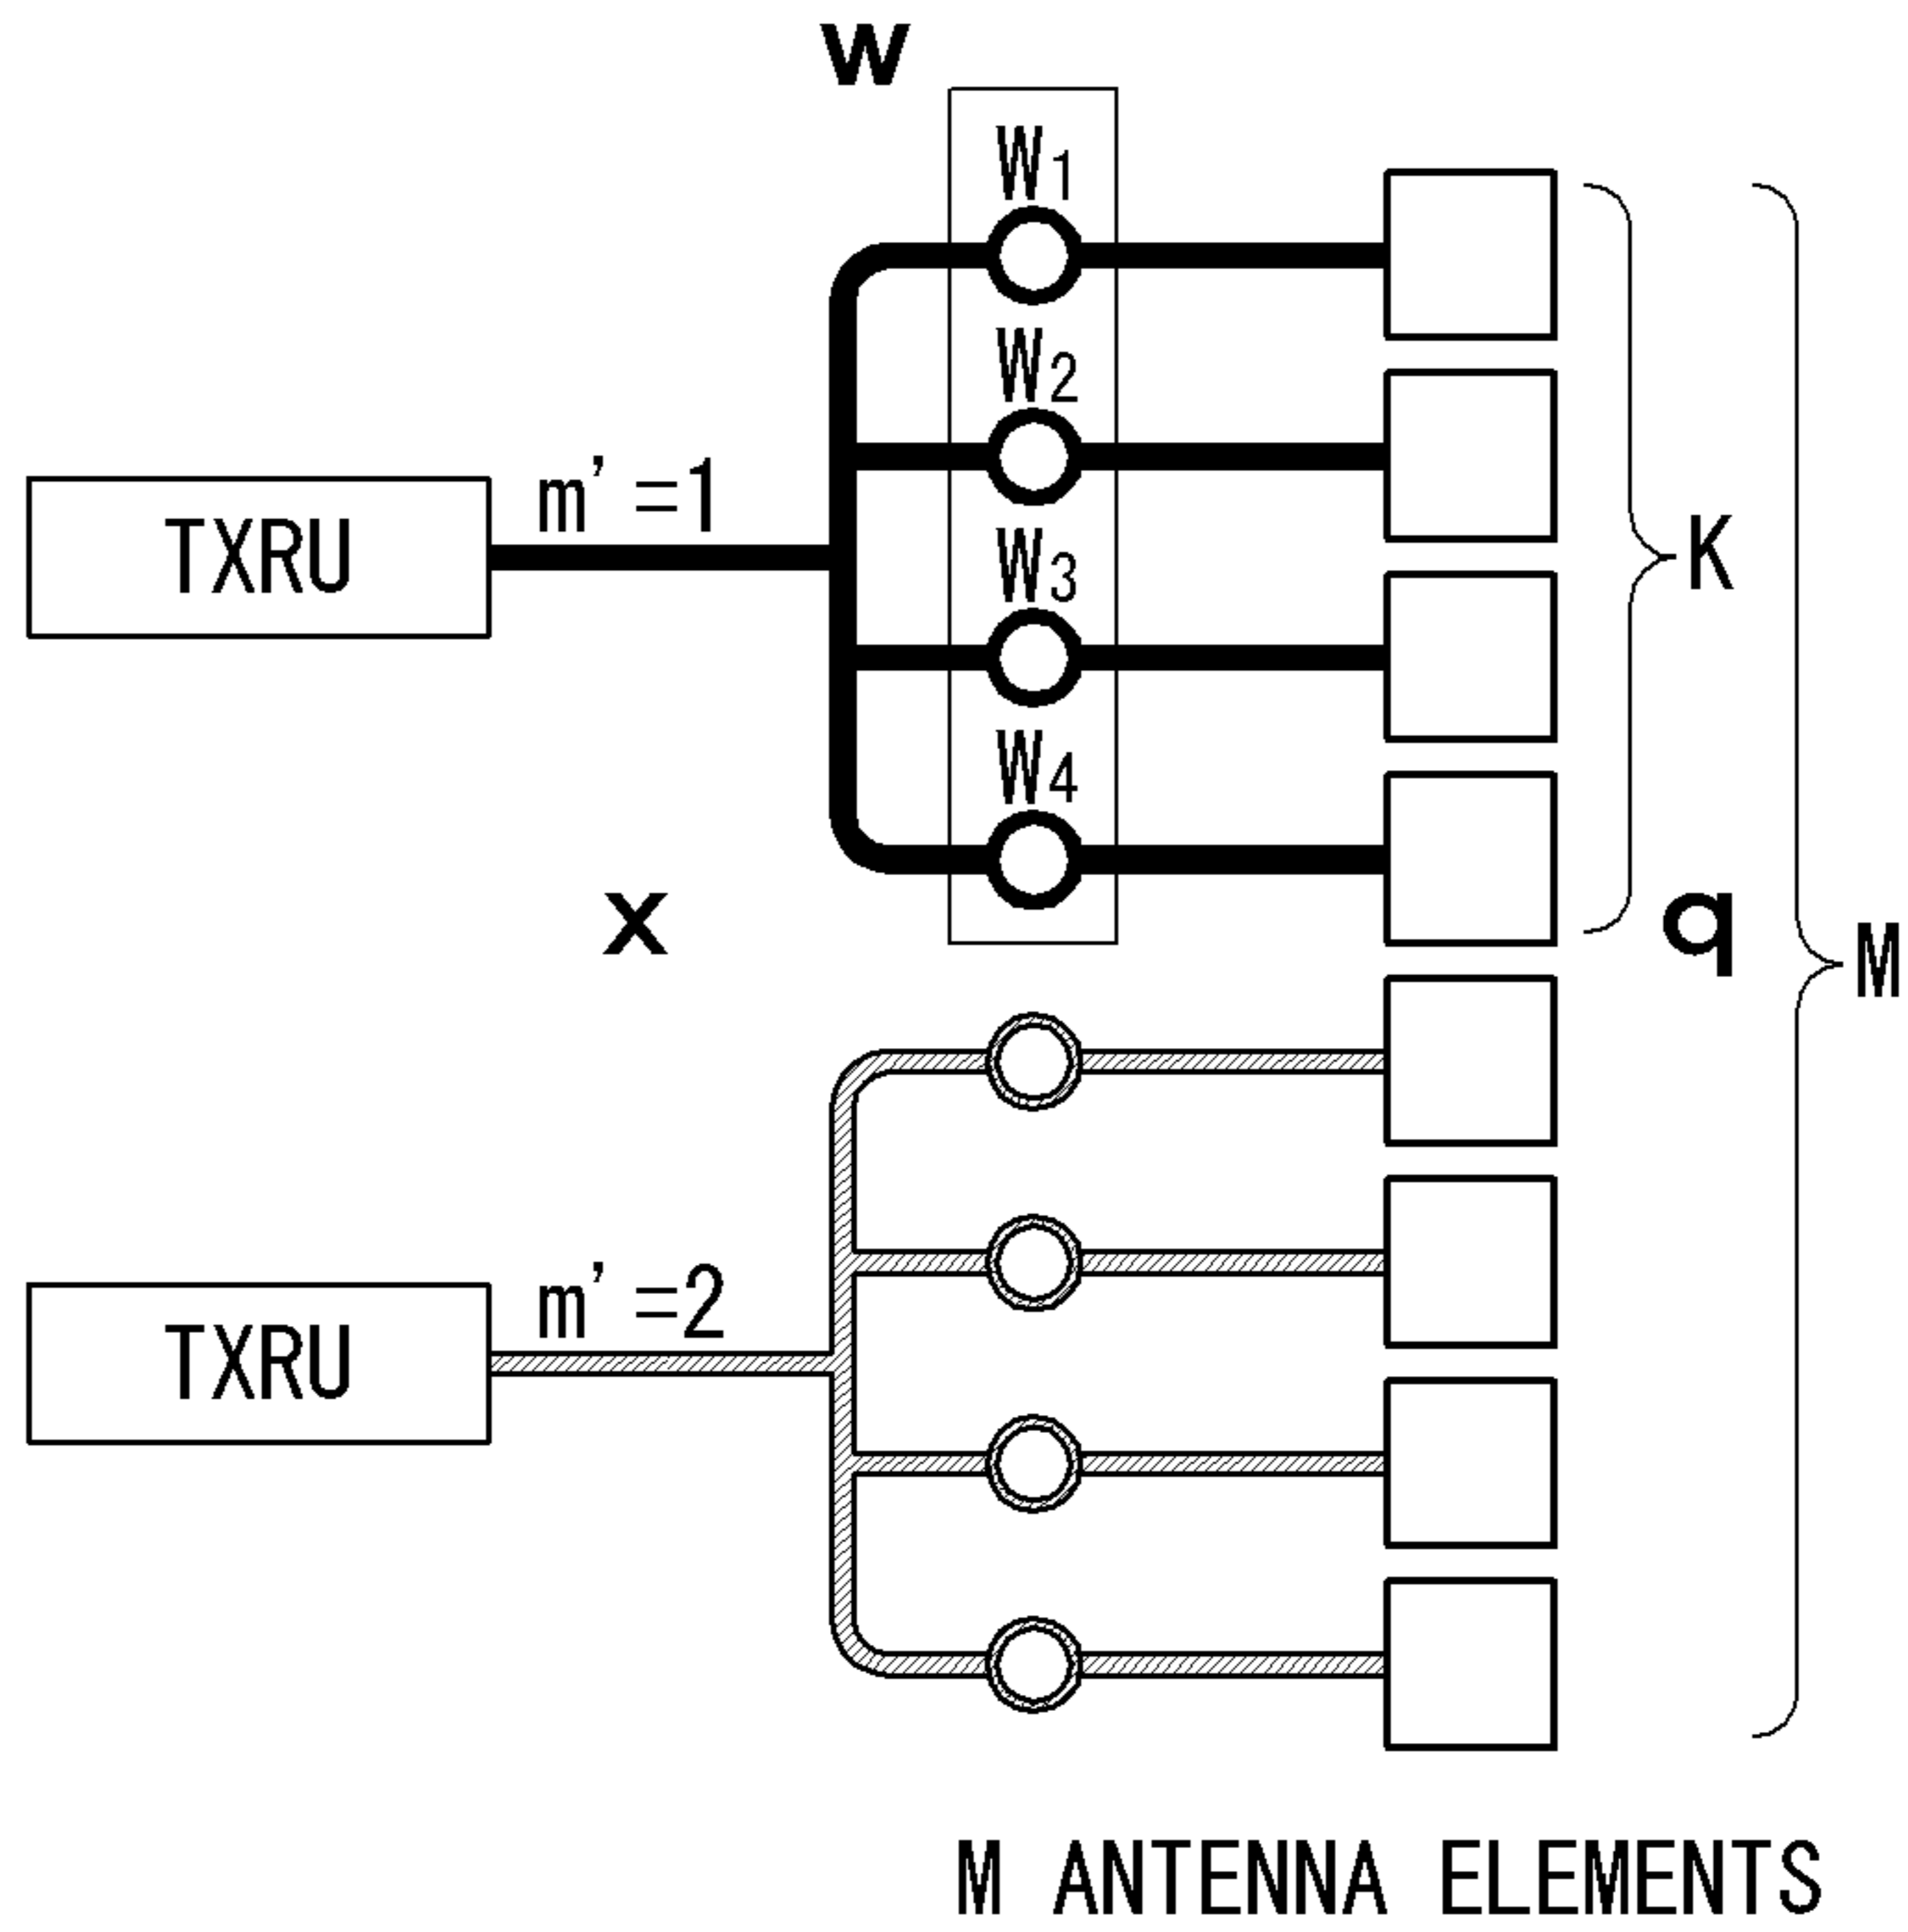 w
W1
W2
m'=1
TXRU
W3
K
W4
x
q
M
m'=2
TXRU
M ANTENNA ELEMENTS